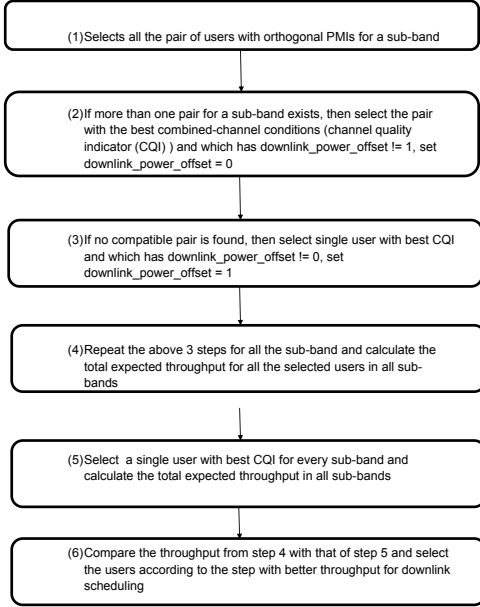 (1)Selects all the pair of users with orthogonal PMIs for a sub-band
(2)If more than one pair for a sub-band exists, then select the pair
with the best combined-channel conditions (channel quality
indicator (CQI) ) and which has downlink_power_offset != 1, set
downlink_power_offset = 0
(3)If no compatible pair is found, then select single user with best CQI
and which has downlink_power_offset != 0, set
downlink_power_offset = 1
(4)Repeat the above 3 steps for all the sub-band and calculate the
total expected throughput for all the selected users in all sub-
bands
(5)Select  a single user with best CQI for every sub-band and
calculate the total expected throughput in all sub-bands
(6)Compare the throughput from step 4 with that of step 5 and select
the users according to the step with better throughput for downlink
scheduling